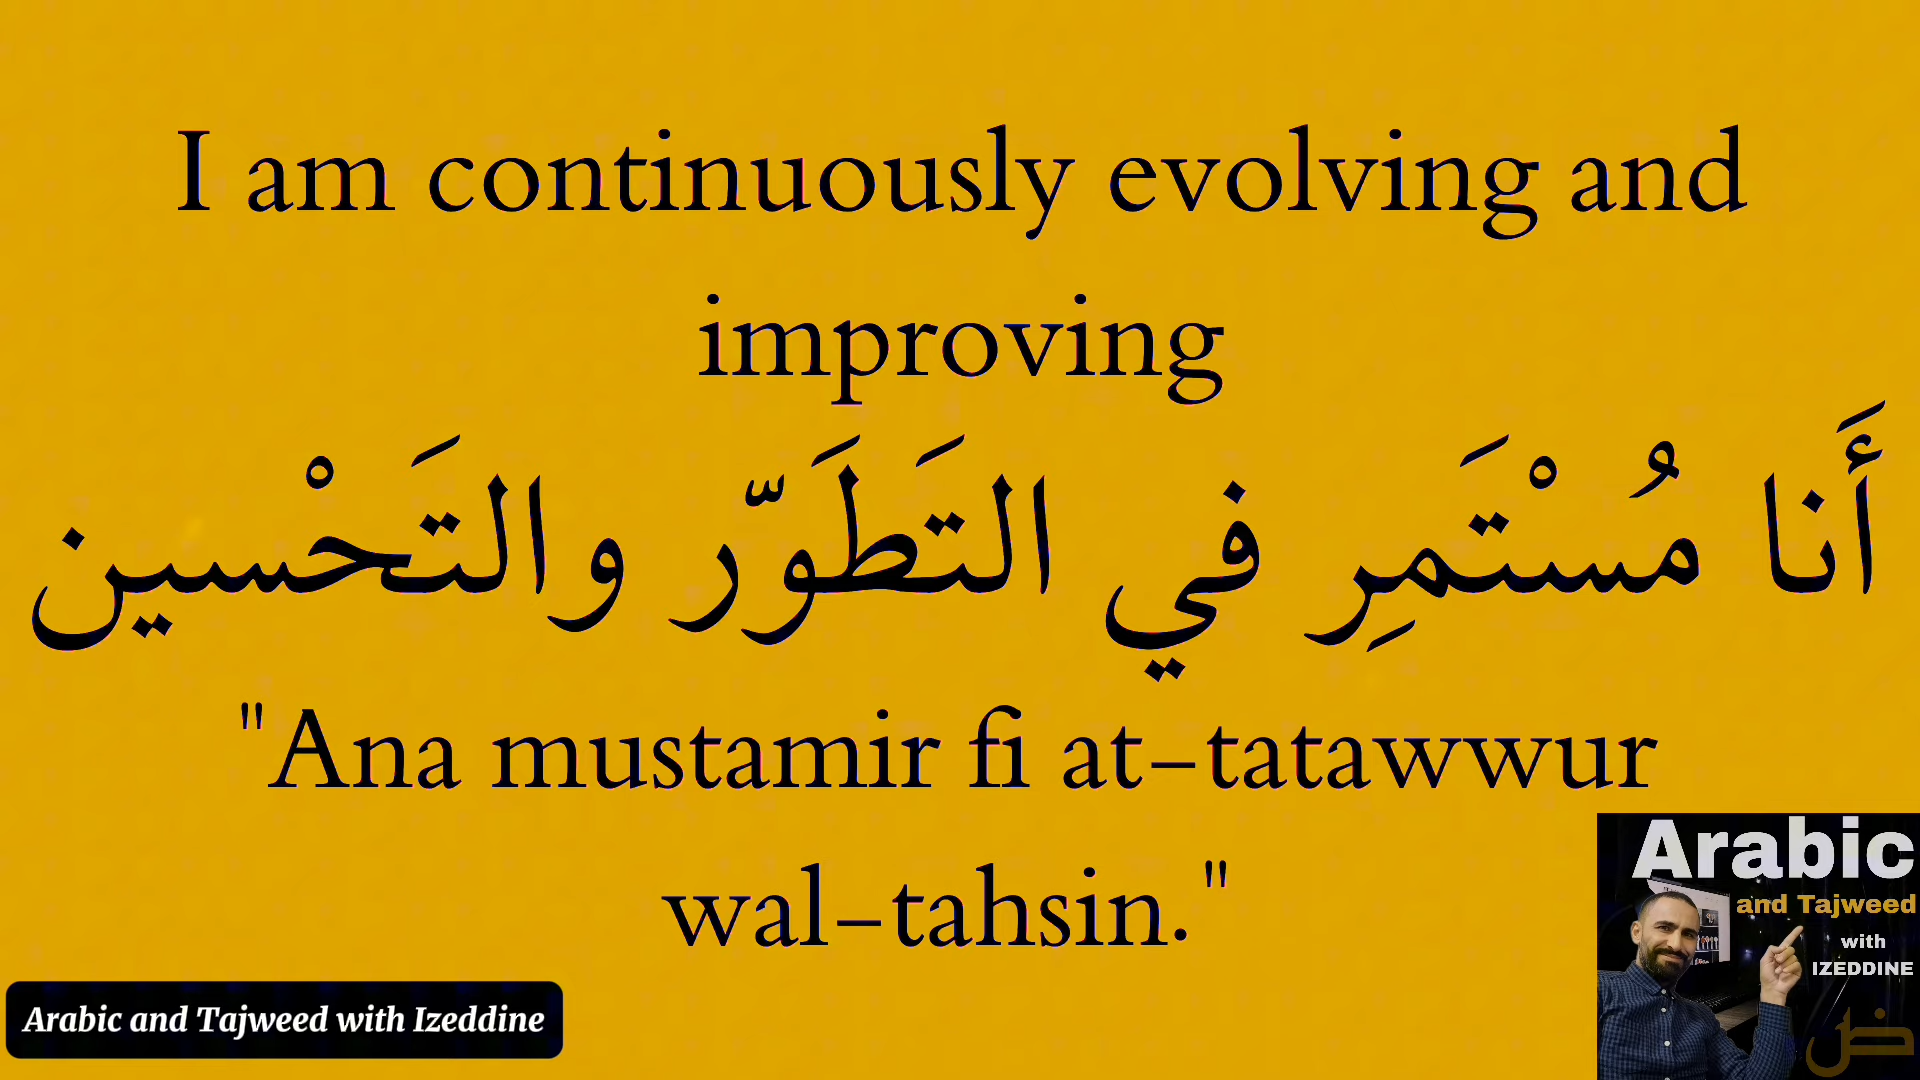 I am continuously evolving and
improving
أَنا مُسْتَمِر في التَطَوّر والتَحْسين
"Ana mustamir fi at-tatawwur
wal-tahsin."
Arabic
and Tajweed
with
IZEDDINE
ض
Arabic and Tajweed with Izeddine